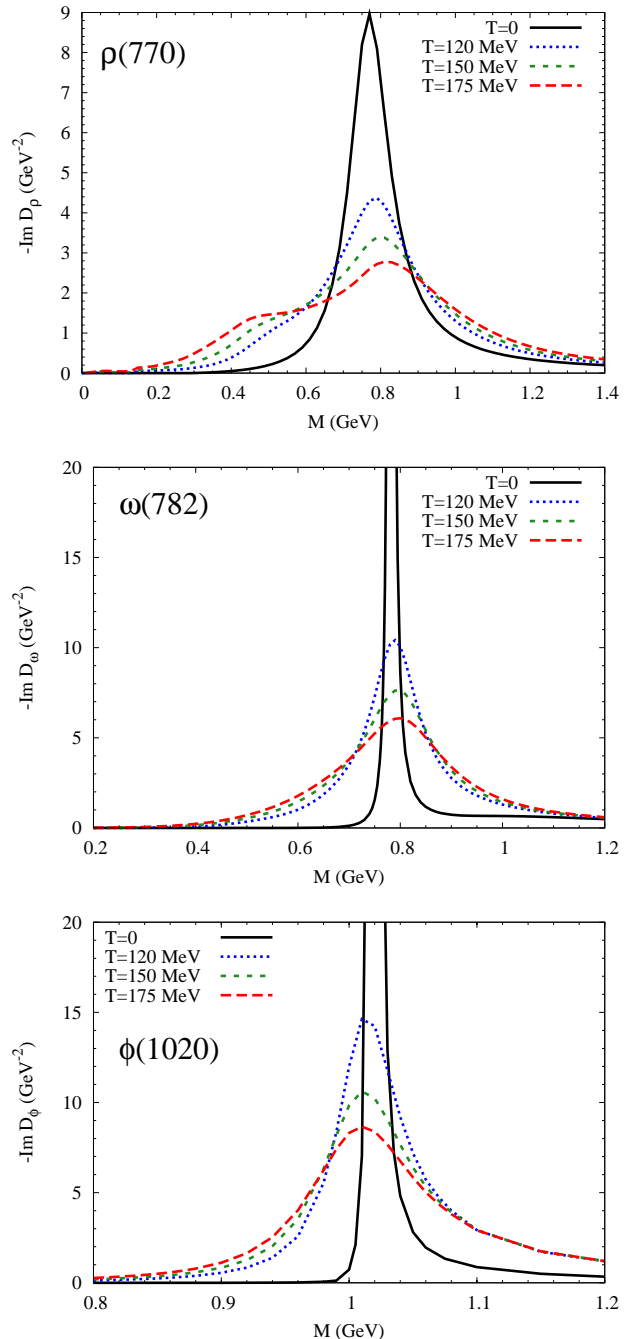 ρ(770)
T=0
T=120 MeV
T=150 MeV
T=175 MeV
-Im Dρ (GeV-2)
9
8
7
6
5
4
3
2
1
0
0 0.2 0.4 0.6 0.8 1 1.2 1.4
M (GeV)
ω(782)
T=0
T=120 MeV
T=150 MeV
T=175 MeV
-Im Dω (GeV-2)
20
15
10
5
0
0.2 0.4 0.6 0.8 1 1.2
M (GeV)
T=0
T=120 MeV
T=150 MeV
T=175 MeV
ϕ(1020)
-Im Dϕ (GeV-2)
20
15
10
5
0
0.8 0.9 1 1.1 1.2
M (GeV)